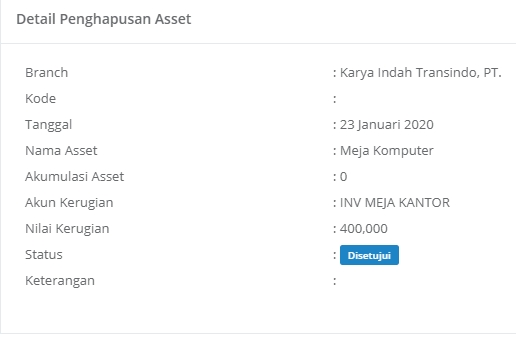 Detail Penghapusan Asset
Branch : Karya Indah Transindo, PT.
Kode :
Tanggal : 23 Januari 2020
Nama Asset : Meja Komputer
Akumulasi Asset : 0
Akun Kerugian : INV MEJA KANTOR
Nilai Kerugian : 400,000
Status : Disetujui
Keterangan :